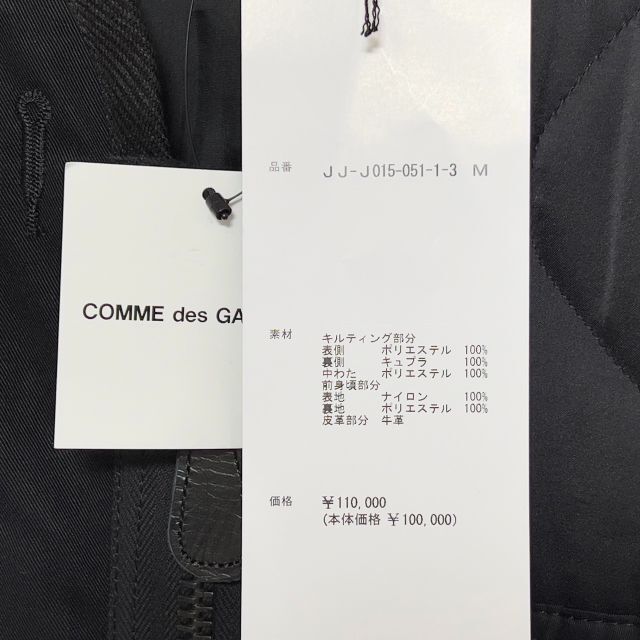 COMME des GA
品番 JJ-J015-051-1-3 M
素材 キルティング部分
表側 ポリエステル 100%
裏側 キュプラ 100%
中わた ポリエステル 100%
前身頃部分
表地 ナイロン 100%
裏地 ポリエステル 100%
皮革部分 牛革
価格 ¥110,000
(本体価格 ¥100,000)